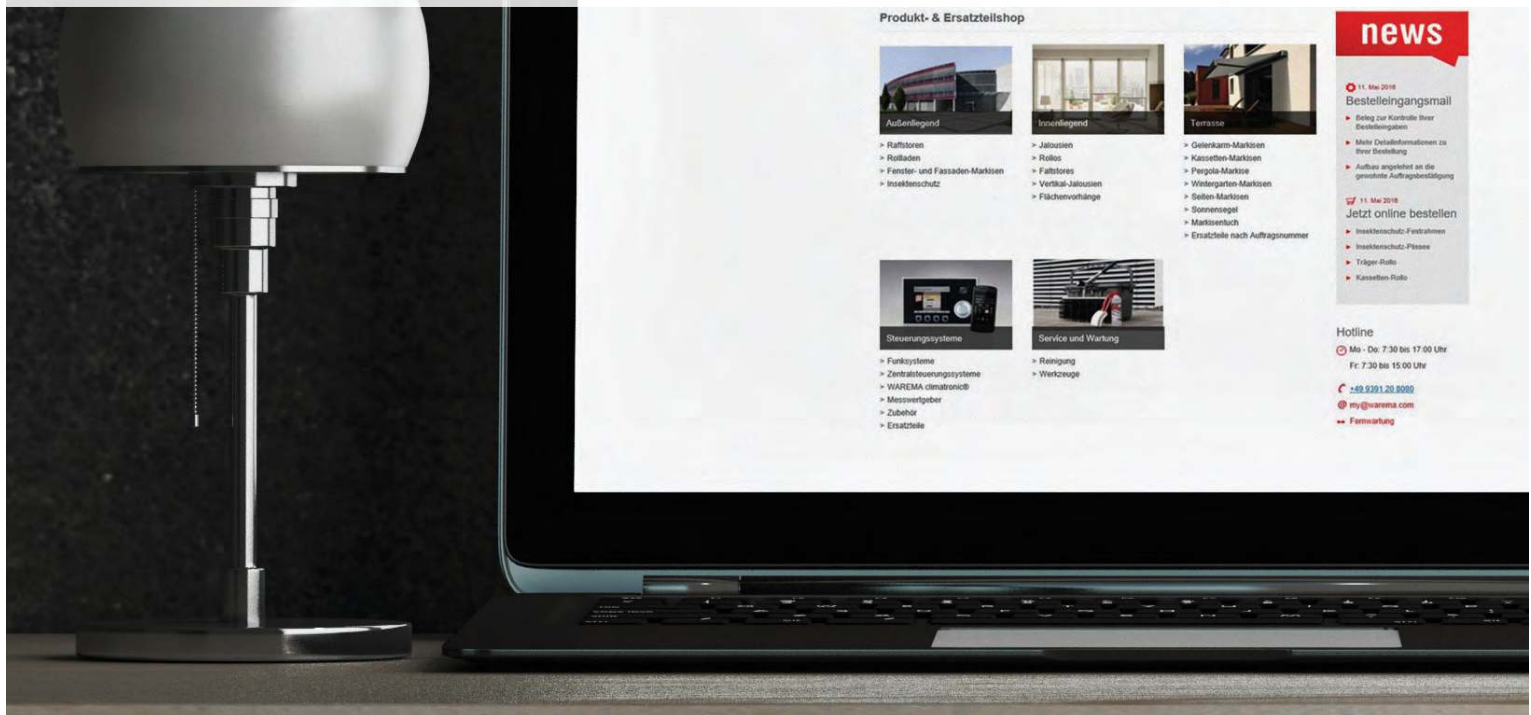 Produkt- & Ersatzteilshop
Außenliegend
> Raffstoren
> Rollladen
> Fenster- und Fassaden-Markisen
> Insektenschutz
Innenliegend
> Jalousien
> Rollos
> Faltstores
> Vertikal-Jalousien
> Flächenvorhänge
Terrasse
> Gelenkarm-Markisen
> Kassetten-Markisen
> Pergola-Markise
> Wintergarten-Markisen
> Seiten-Markisen
> Sonnensegel
> Markisentuch
> Ersatzteile nach Auftragsnummer
Steuerungssysteme
> Funksysteme
> Zentralsteuerungssysteme
> WAREMA climatronic®
> Messwertgeber
> Zubehör
> Ersatzteile
Service und Wartung
> Reinigung
> Werkzeuge
news
11. Mai 2016
Bestelleingangsmail
Beleg zur Kontrolle Ihrer
Bestelleingaben
Mehr Detailinformationen zu
Ihrer Bestellung
Aufbau angelehnt an die
gewohnte Auftragsbestätigung
11. Mai 2016
Jetzt online bestellen
Insektenschutz-Festrahmen
Insektenschutz-Plissee
Träger-Rollo
Kassetten-Rollo
Hotline
Mo - Do: 7:30 bis 17:00 Uhr
Fr: 7:30 bis 15:00 Uhr
+49 9391 20 8080
@ my@warema.com
Fernwartung